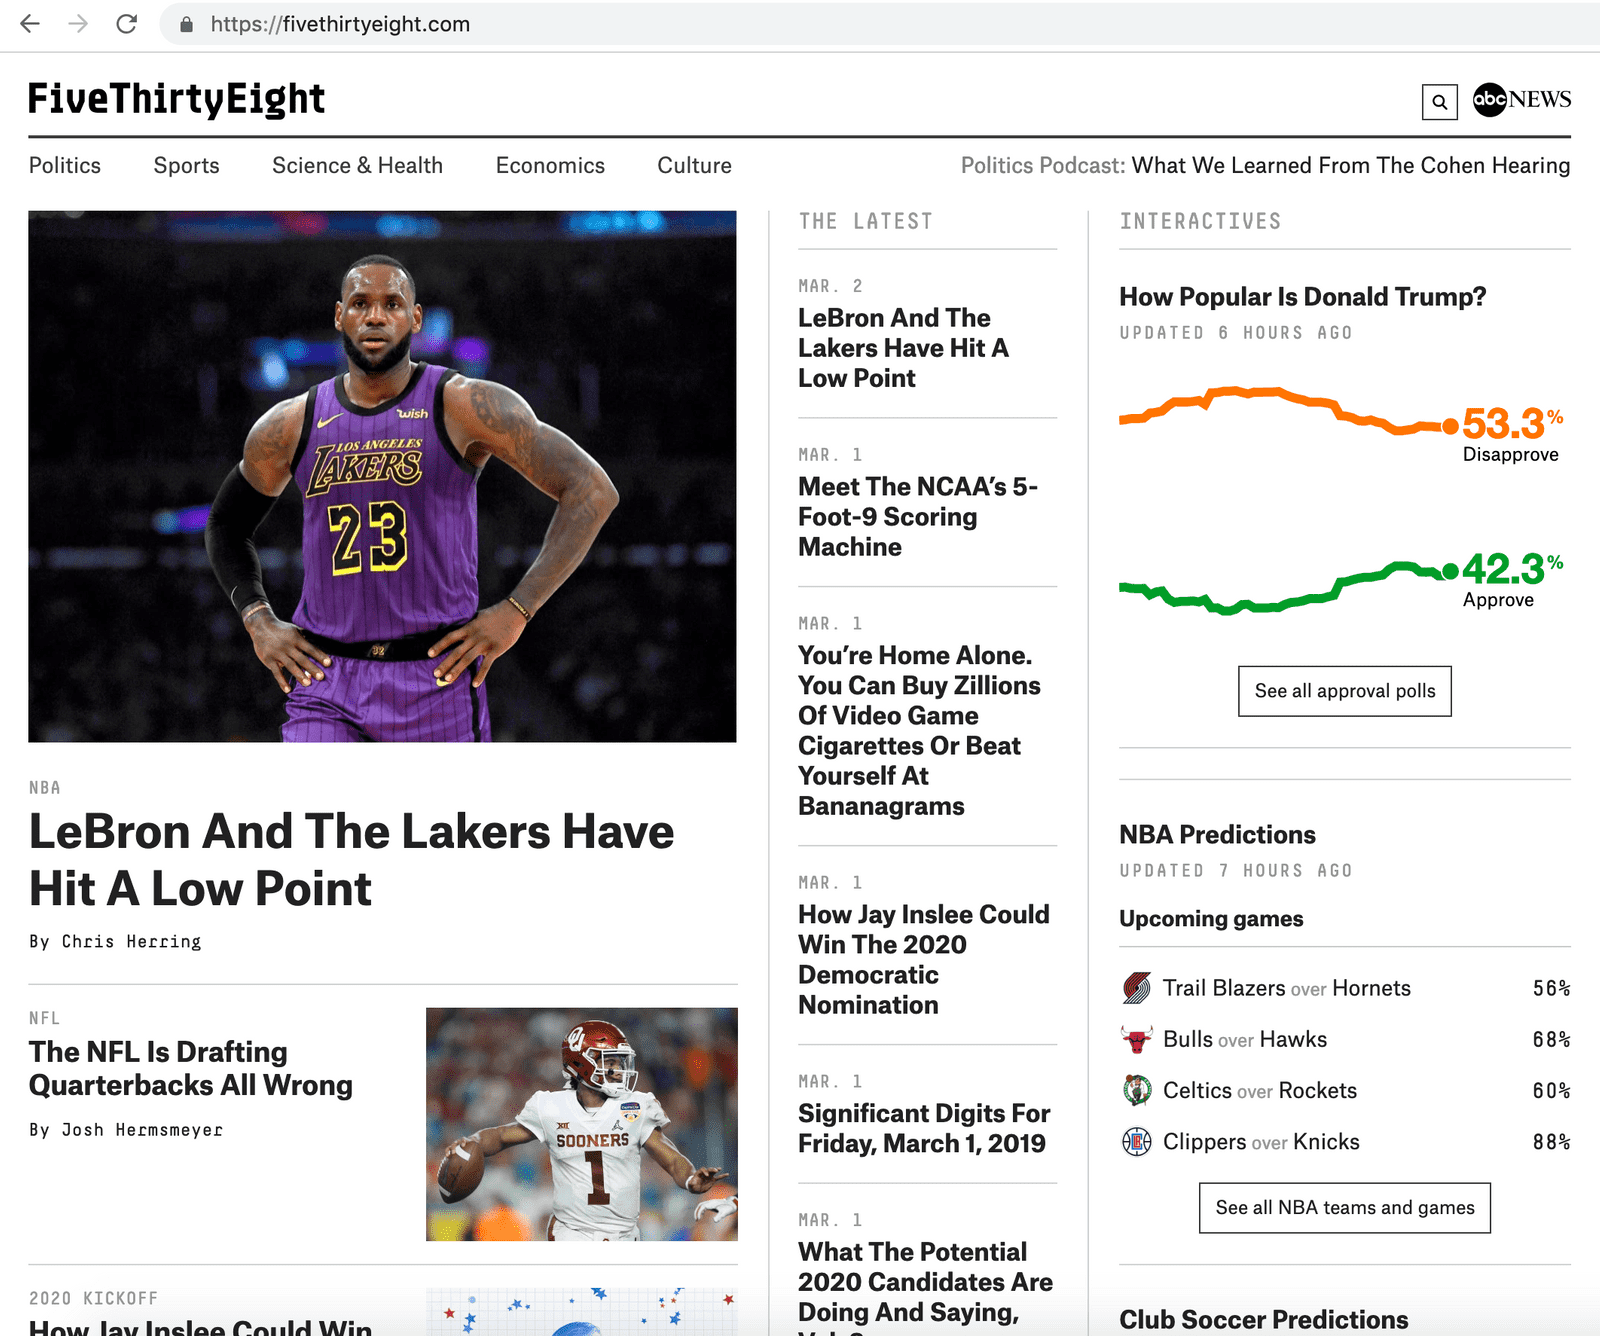 https://fivethirtyeight.com
FiveThirtyEight
abc NEWS
Politics Sports Science & Health Economics Culture
Politics Podcast: What We Learned From The Cohen Hearing
wish
LOS ANGELES
LAKERS
23
32
NBA
LeBron And The Lakers Have
Hit A Low Point
By Chris Herring
NFL
The NFL Is Drafting
Quarterbacks All Wrong
By Josh Hermsmeyer
OU
XII
SOONERS
1
2020 KICKOFF
How Jay Inslee Could Win
THE LATEST
MAR. 2
LeBron And The
Lakers Have Hit A
Low Point
MAR. 1
Meet The NCAA’s 5-
Foot-9 Scoring
Machine
MAR. 1
You’re Home Alone.
You Can Buy Zillions
Of Video Game
Cigarettes Or Beat
Yourself At
Bananagrams
MAR. 1
How Jay Inslee Could
Win The 2020
Democratic
Nomination
MAR. 1
Significant Digits For
Friday, March 1, 2019
MAR. 1
What The Potential
2020 Candidates Are
Doing And Saying,
INTERACTIVES
How Popular Is Donald Trump?
UPDATED 6 HOURS AGO
53.3%
Disapprove
42.3%
Approve
See all approval polls
NBA Predictions
UPDATED 7 HOURS AGO
Upcoming games
Trail Blazers over Hornets 56%
Bulls over Hawks 68%
Celtics over Rockets 60%
Clippers over Knicks 88%
See all NBA teams and games
Club Soccer Predictions